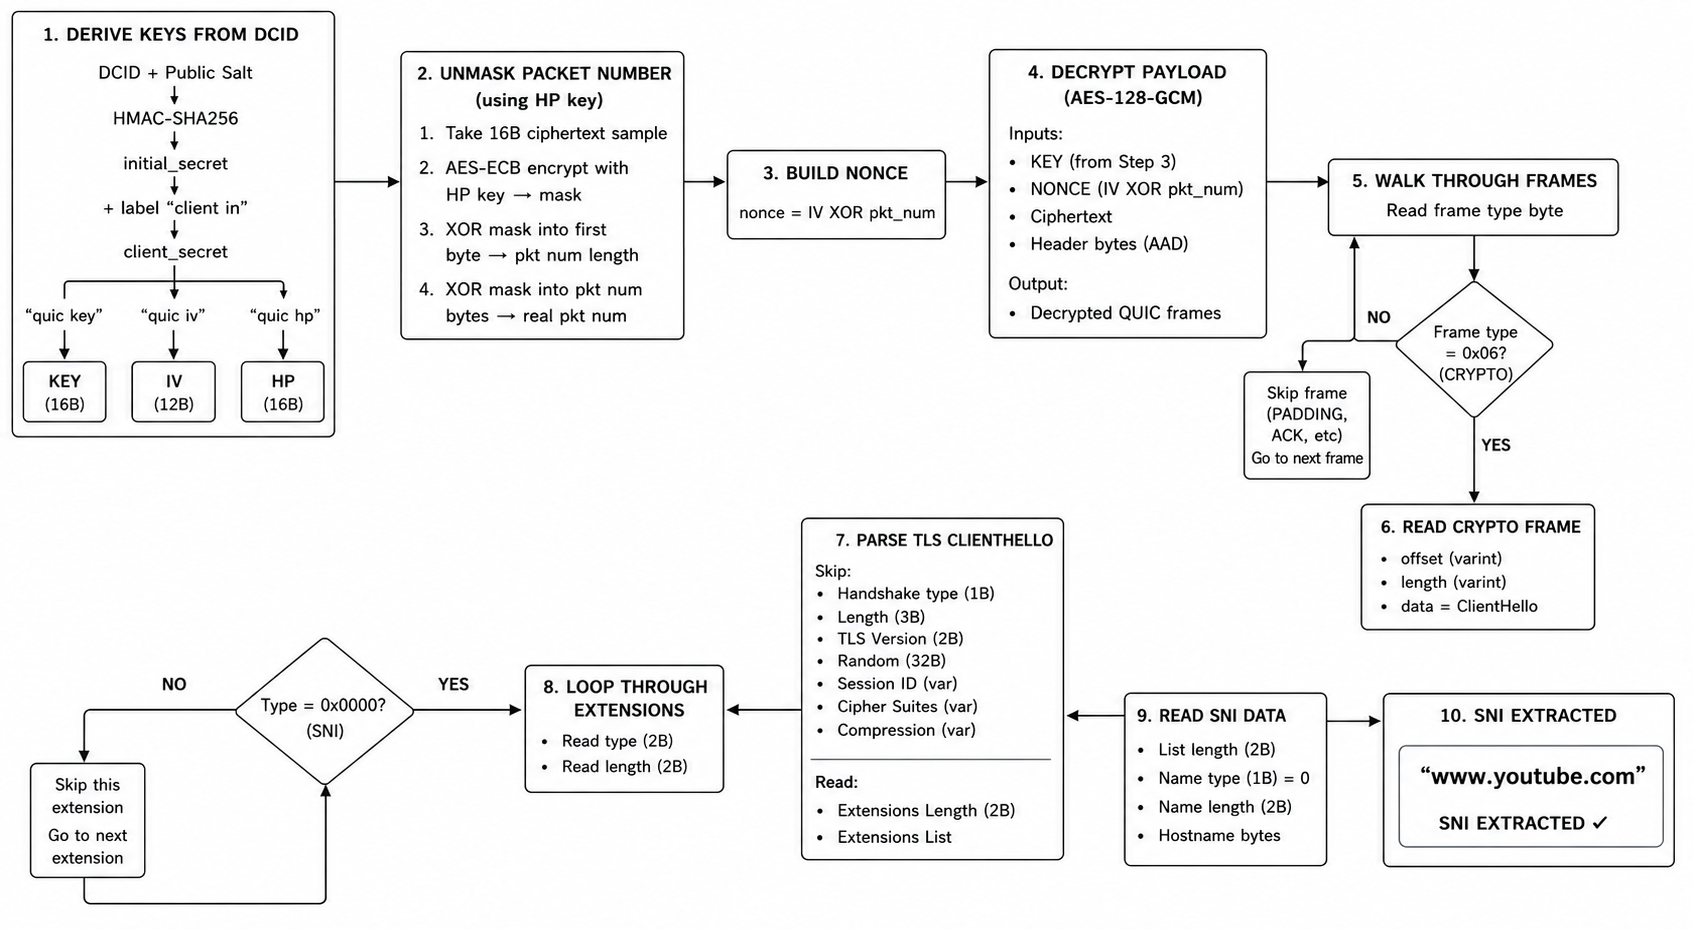 1. DERIVE KEYS FROM DCID
DCID + Public Salt
HMAC-SHA256
initial_secret
+ label “client in”
client_secret
“quic key”
“quic iv”
“quic hp”
KEY
(16B)
IV
(12B)
HP
(16B)
2. UNMASK PACKET NUMBER
(using HP key)
1. Take 16B ciphertext sample
2. AES-ECB encrypt with
HP key → mask
3. XOR mask into first
byte → pkt num length
4. XOR mask into pkt num
bytes → real pkt num
3. BUILD NONCE
nonce = IV XOR pkt_num
4. DECRYPT PAYLOAD
(AES-128-GCM)
Inputs:
• KEY (from Step 3)
• NONCE (IV XOR pkt_num)
• Ciphertext
• Header bytes (AAD)
Output:
• Decrypted QUIC frames
5. WALK THROUGH FRAMES
Read frame type byte
NO
Frame type
= 0x06?
(CRYPTO)
Skip frame
(PADDING,
ACK, etc)
Go to next frame
YES
6. READ CRYPTO FRAME
• offset (varint)
• length (varint)
• data = ClientHello
7. PARSE TLS CLIENTHELLO
Skip:
• Handshake type (1B)
• Length (3B)
• TLS Version (2B)
• Random (32B)
• Session ID (var)
• Cipher Suites (var)
• Compression (var)
Read:
• Extensions Length (2B)
• Extensions List
NO
Type = 0x0000?
(SNI)
YES
Skip this
extension
Go to next
extension
8. LOOP THROUGH
EXTENSIONS
• Read type (2B)
• Read length (2B)
9. READ SNI DATA
• List length (2B)
• Name type (1B) = 0
• Name length (2B)
• Hostname bytes
10. SNI EXTRACTED
“www.youtube.com”
SNI EXTRACTED ✓